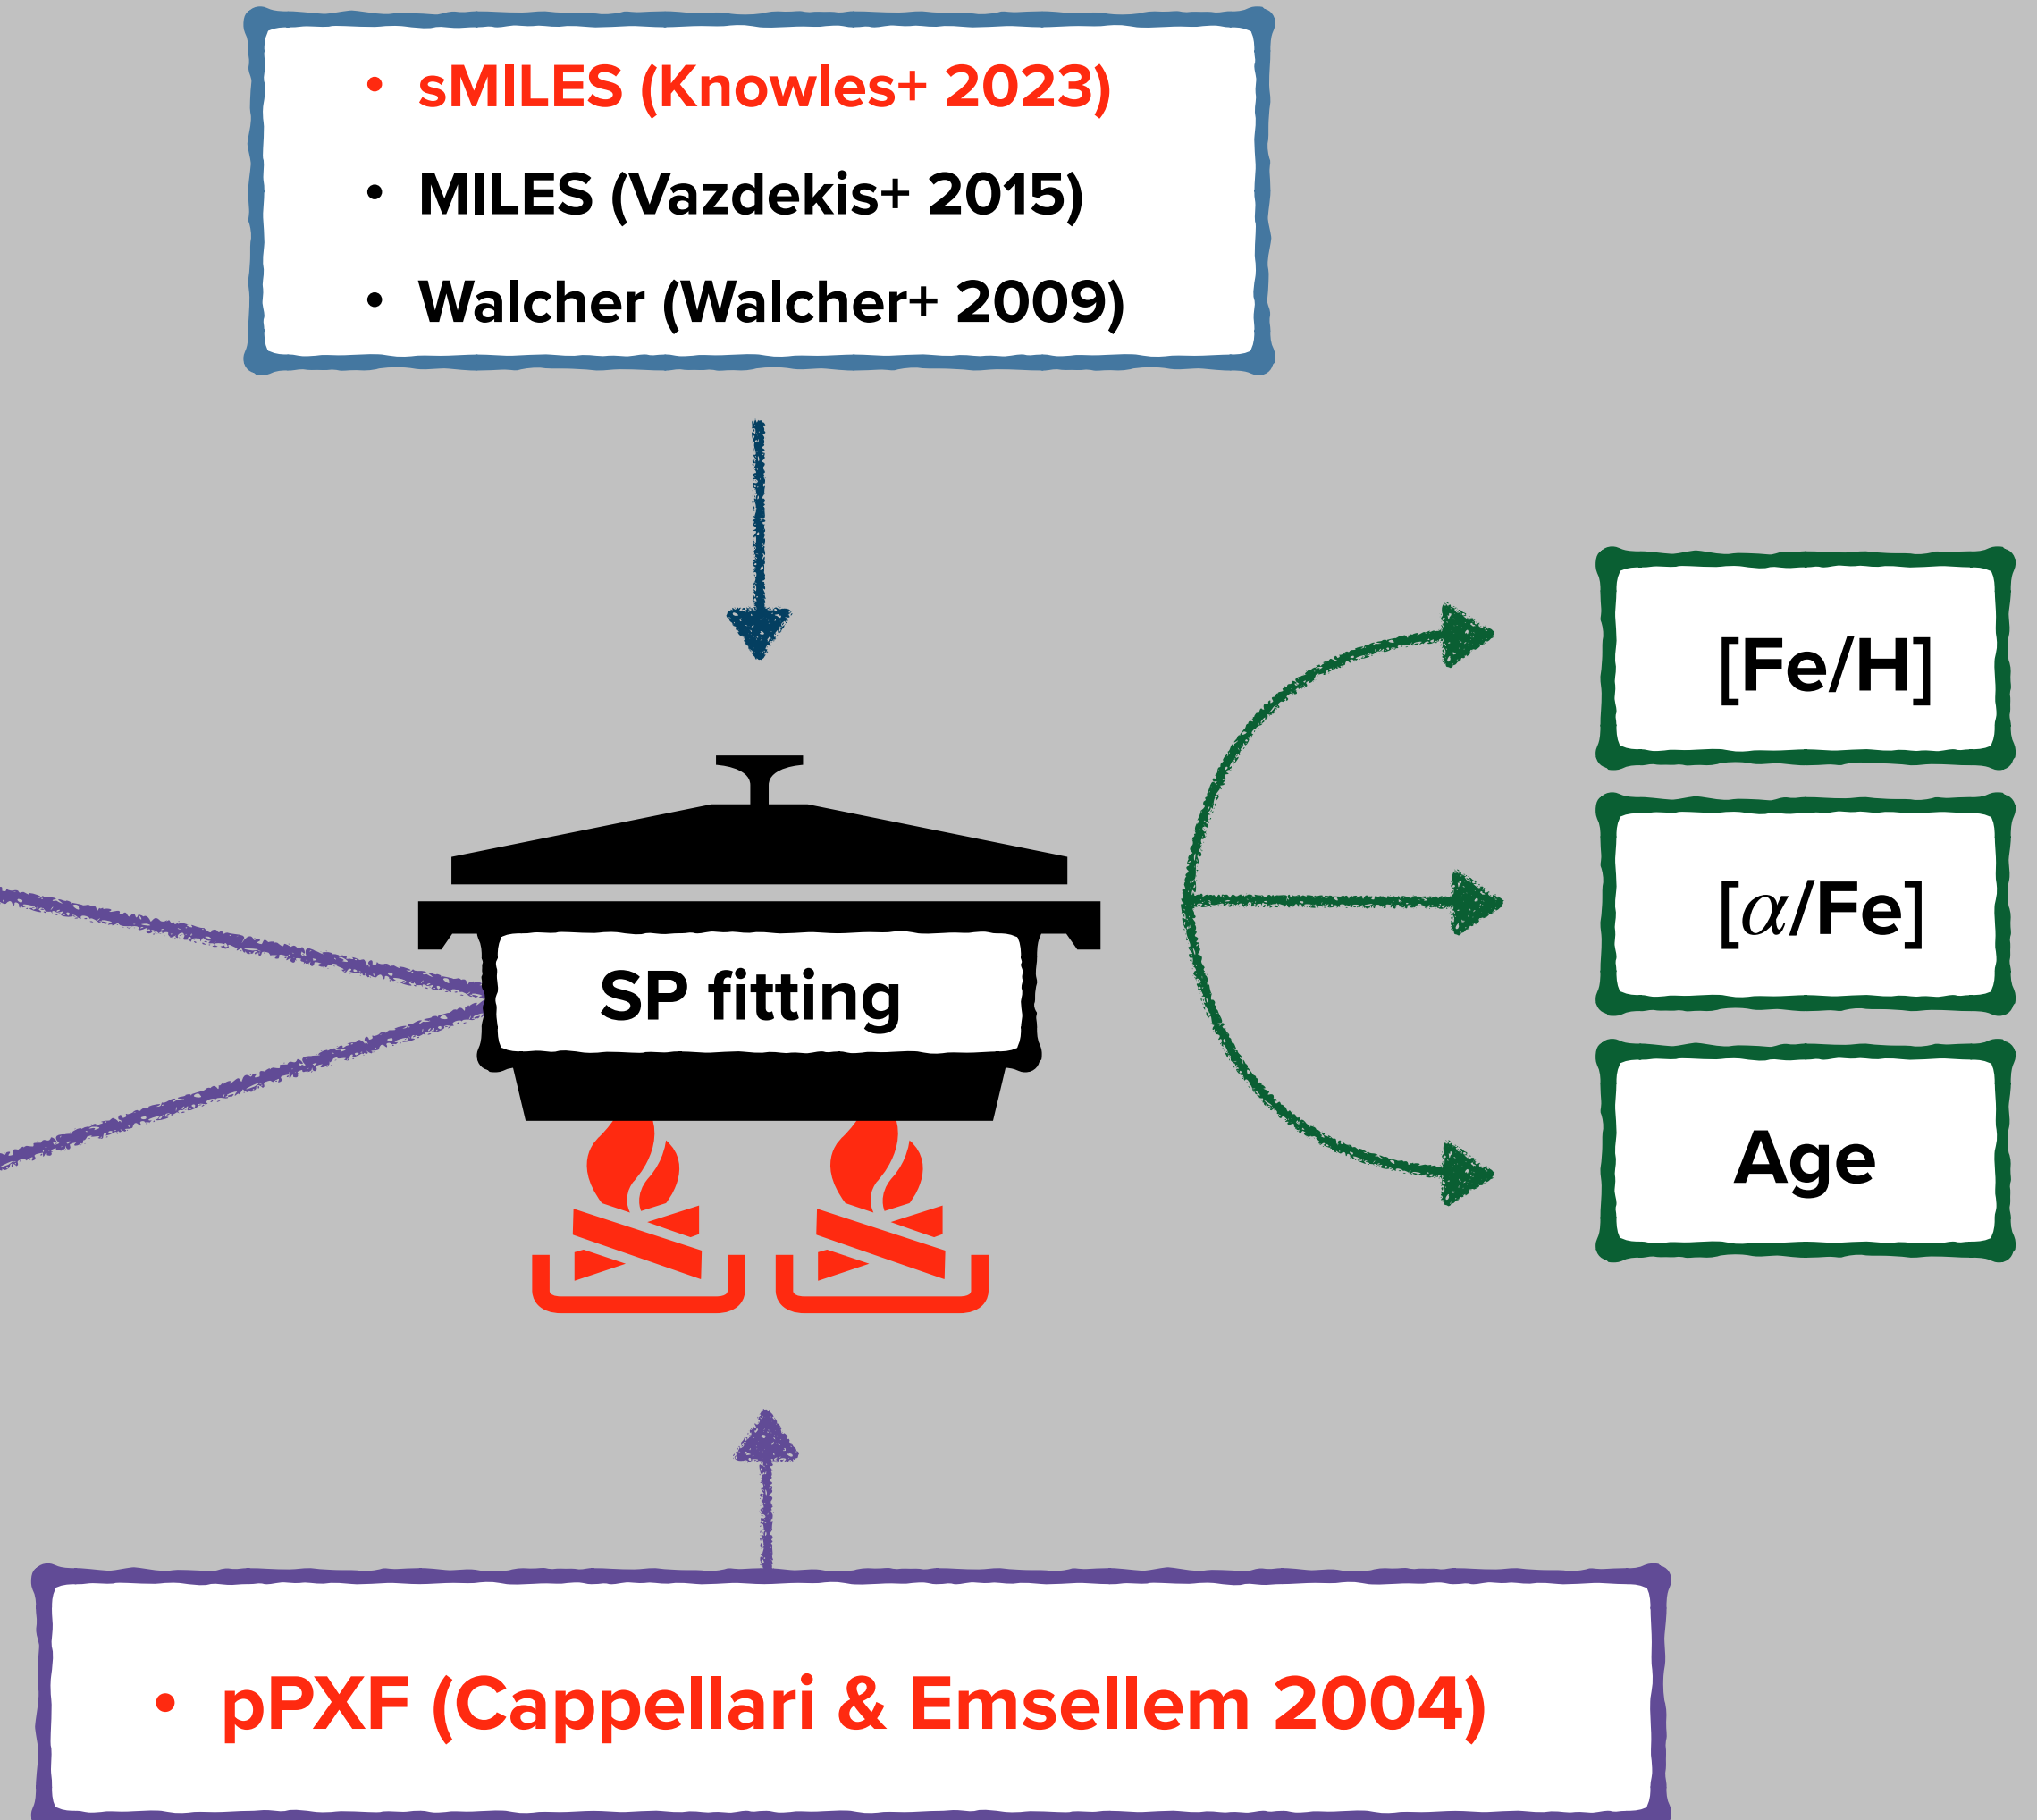 • sMILES (Knowles+ 2023)
• MILES (Vazdekis+ 2015)
• Walcher (Walcher+ 2009)
[Fe/H]
[α/Fe]
SP fitting
Age
• pPXF (Cappellari & Emsellem 2004)